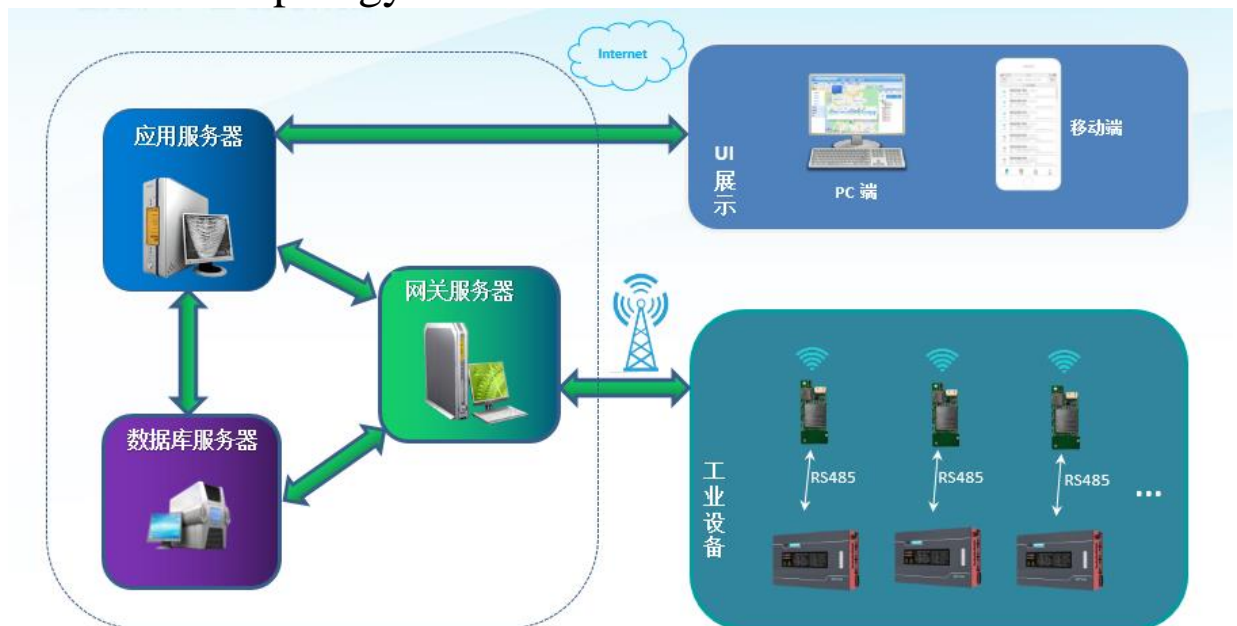 Internet
应用服务器
UI
展
示
PC 端
移动端
网关服务器
数据库服务器
工
业
设
备
RS485
RS485
RS485
...